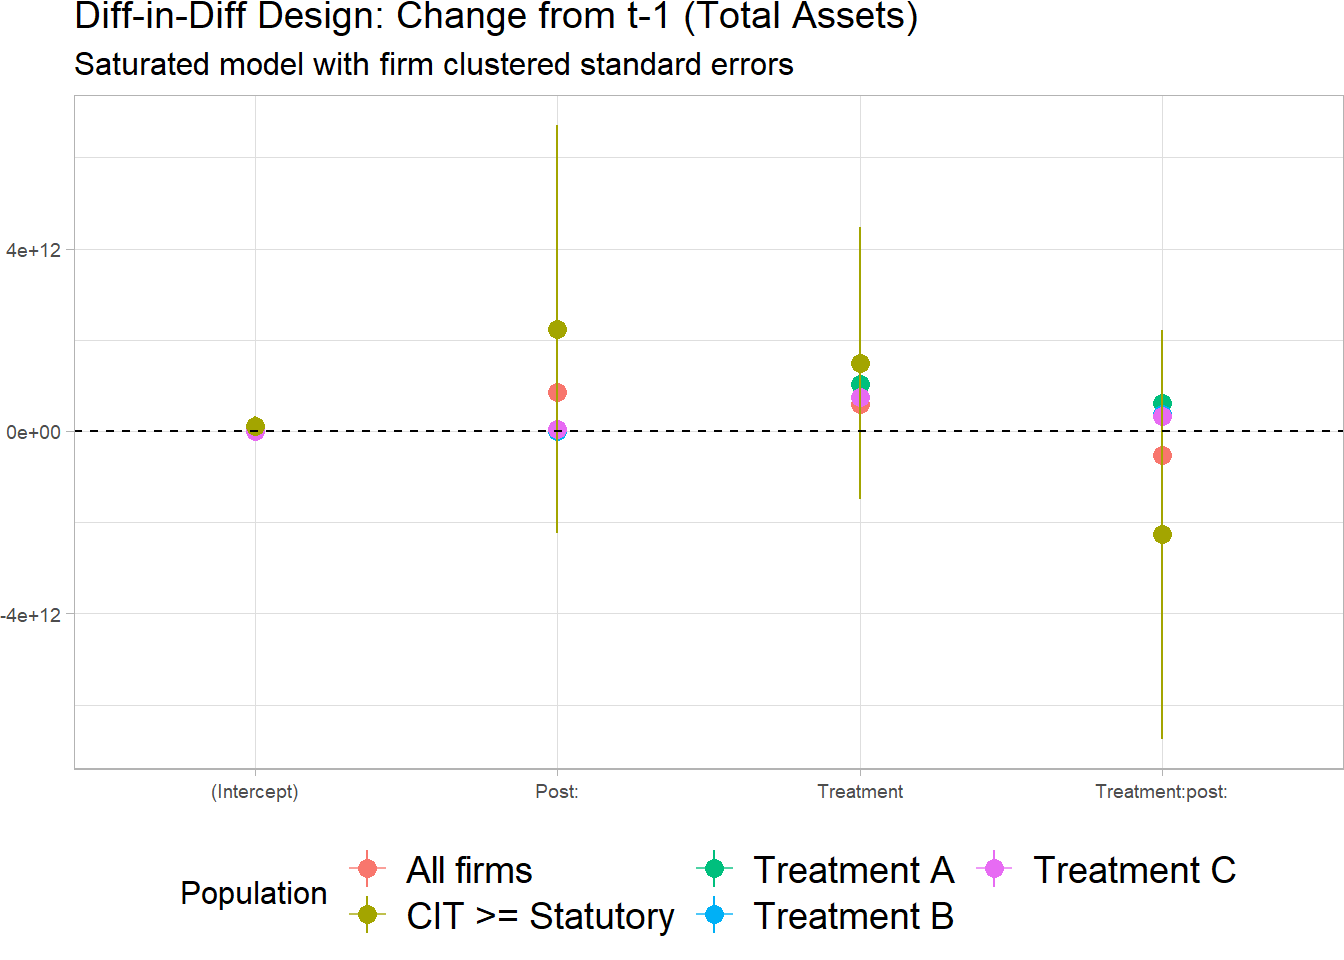 Diff-in-Diff Design: Change from t-1 (Total Assets)
Saturated model with firm clustered standard errors
4e+12
0e+00
-4e+12
(Intercept) Post: Treatment Treatment:post:
Population
All firms Treatment A Treatment C
CIT >= Statutory Treatment B